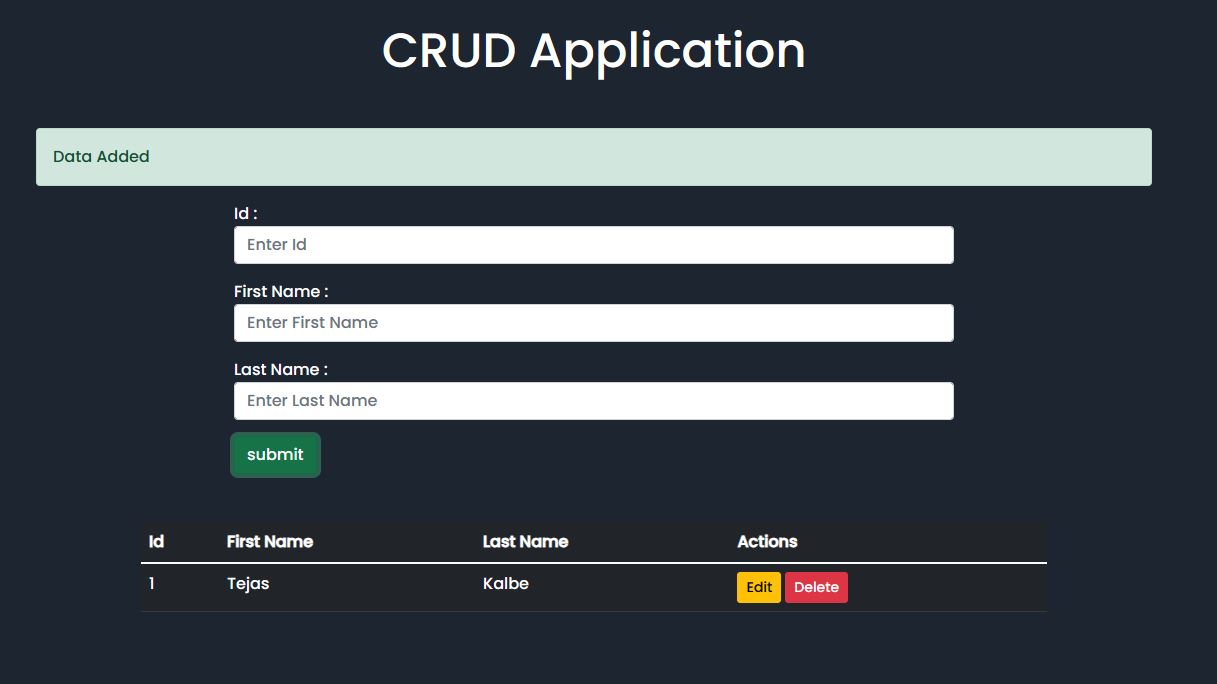 CRUD Application
Data Added
Id :
Enter Id
First Name :
Enter First Name
Last Name :
Enter Last Name
submit
Id First Name Last Name Actions
1 Tejas Kalbe Edit Delete